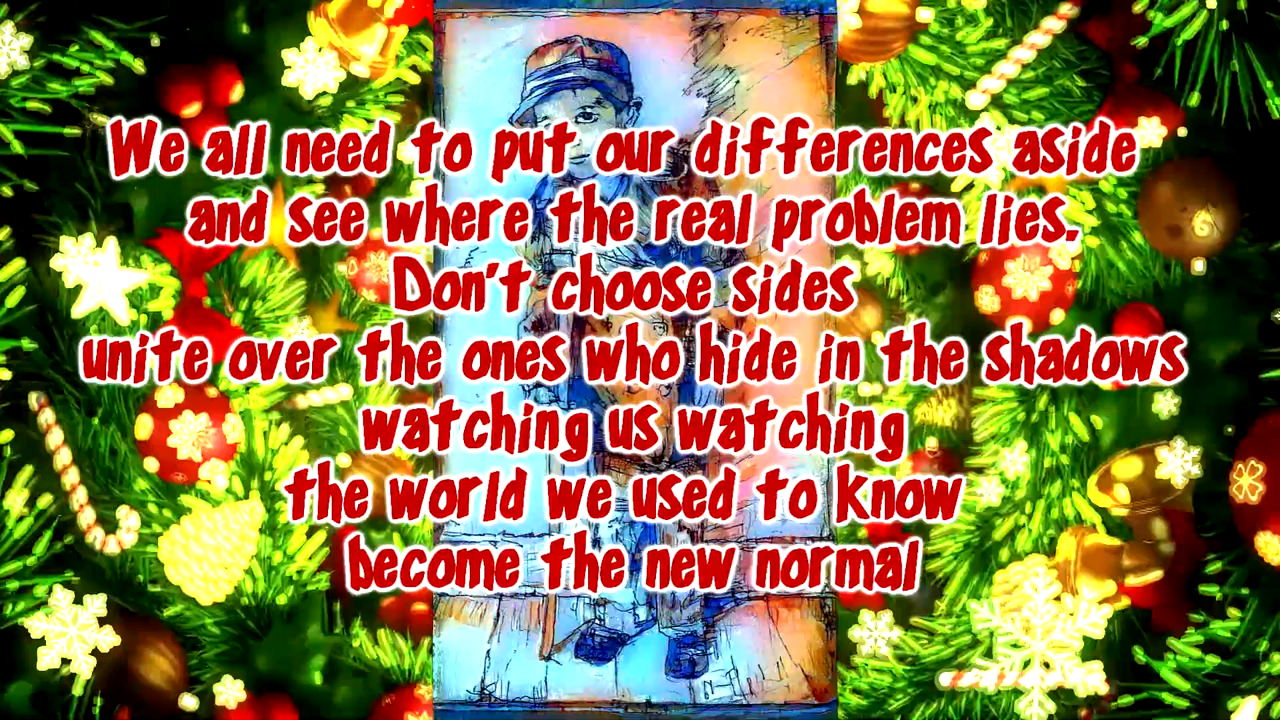 We all need to put our differences aside
and see where the real problem lies.
Don't choose sides
unite over the ones who hide in the shadows
watching us watching
the world we used to know
become the new normal